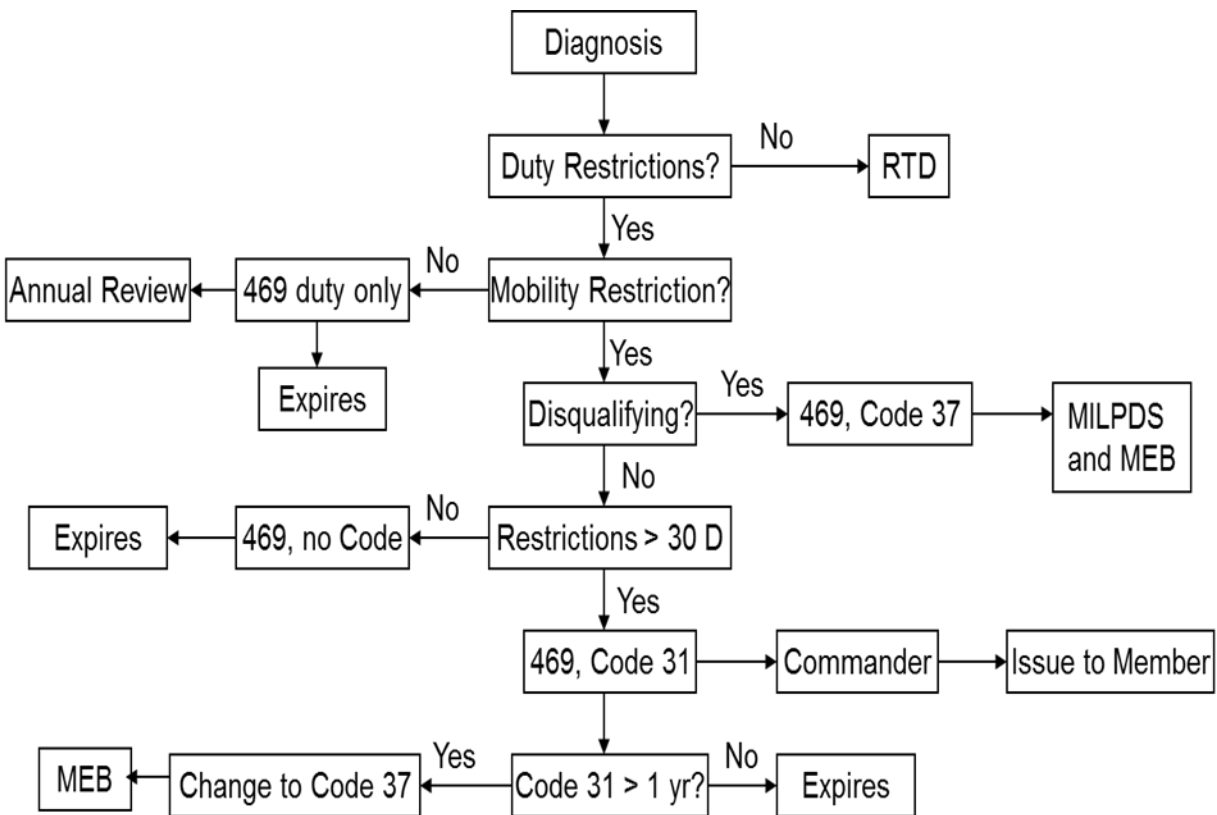 Diagnosis
No
Duty Restrictions?
RTD
Yes
No
Annual Review
469 duty only
Mobility Restriction?
Yes
Expires
Yes
Disqualifying?
469, Code 37
MILPDS
and MEB
No
No
Expires
469, no Code
Restrictions > 30 D
Yes
469, Code 31
Commander
Issue to Member
Yes
No
MEB
Change to Code 37
Code 31 > 1 yr?
Expires